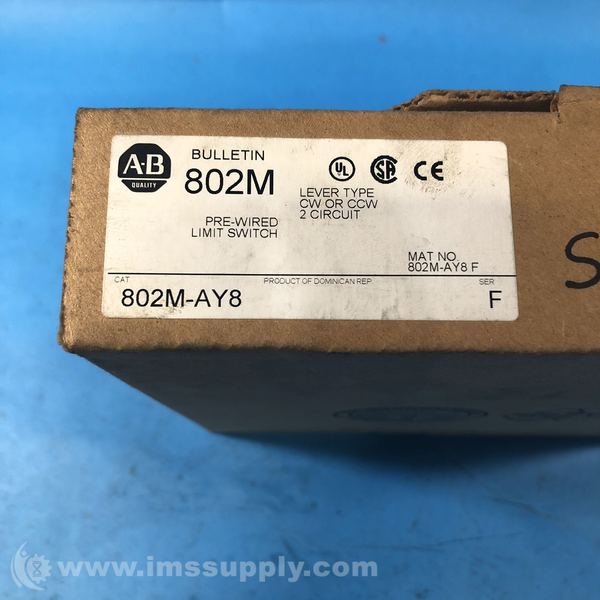 A-B
QUALITY
BULLETIN
802M
PRE-WIRED
LIMIT SWITCH
UL
SA
CE
LEVER TYPE
CW OR CCW
2 CIRCUIT
MAT NO.
802M-AY8 F
CAT
PRODUCT OF DOMINICAN REP
SER
802M-AY8
F
S
www.imssupply.com